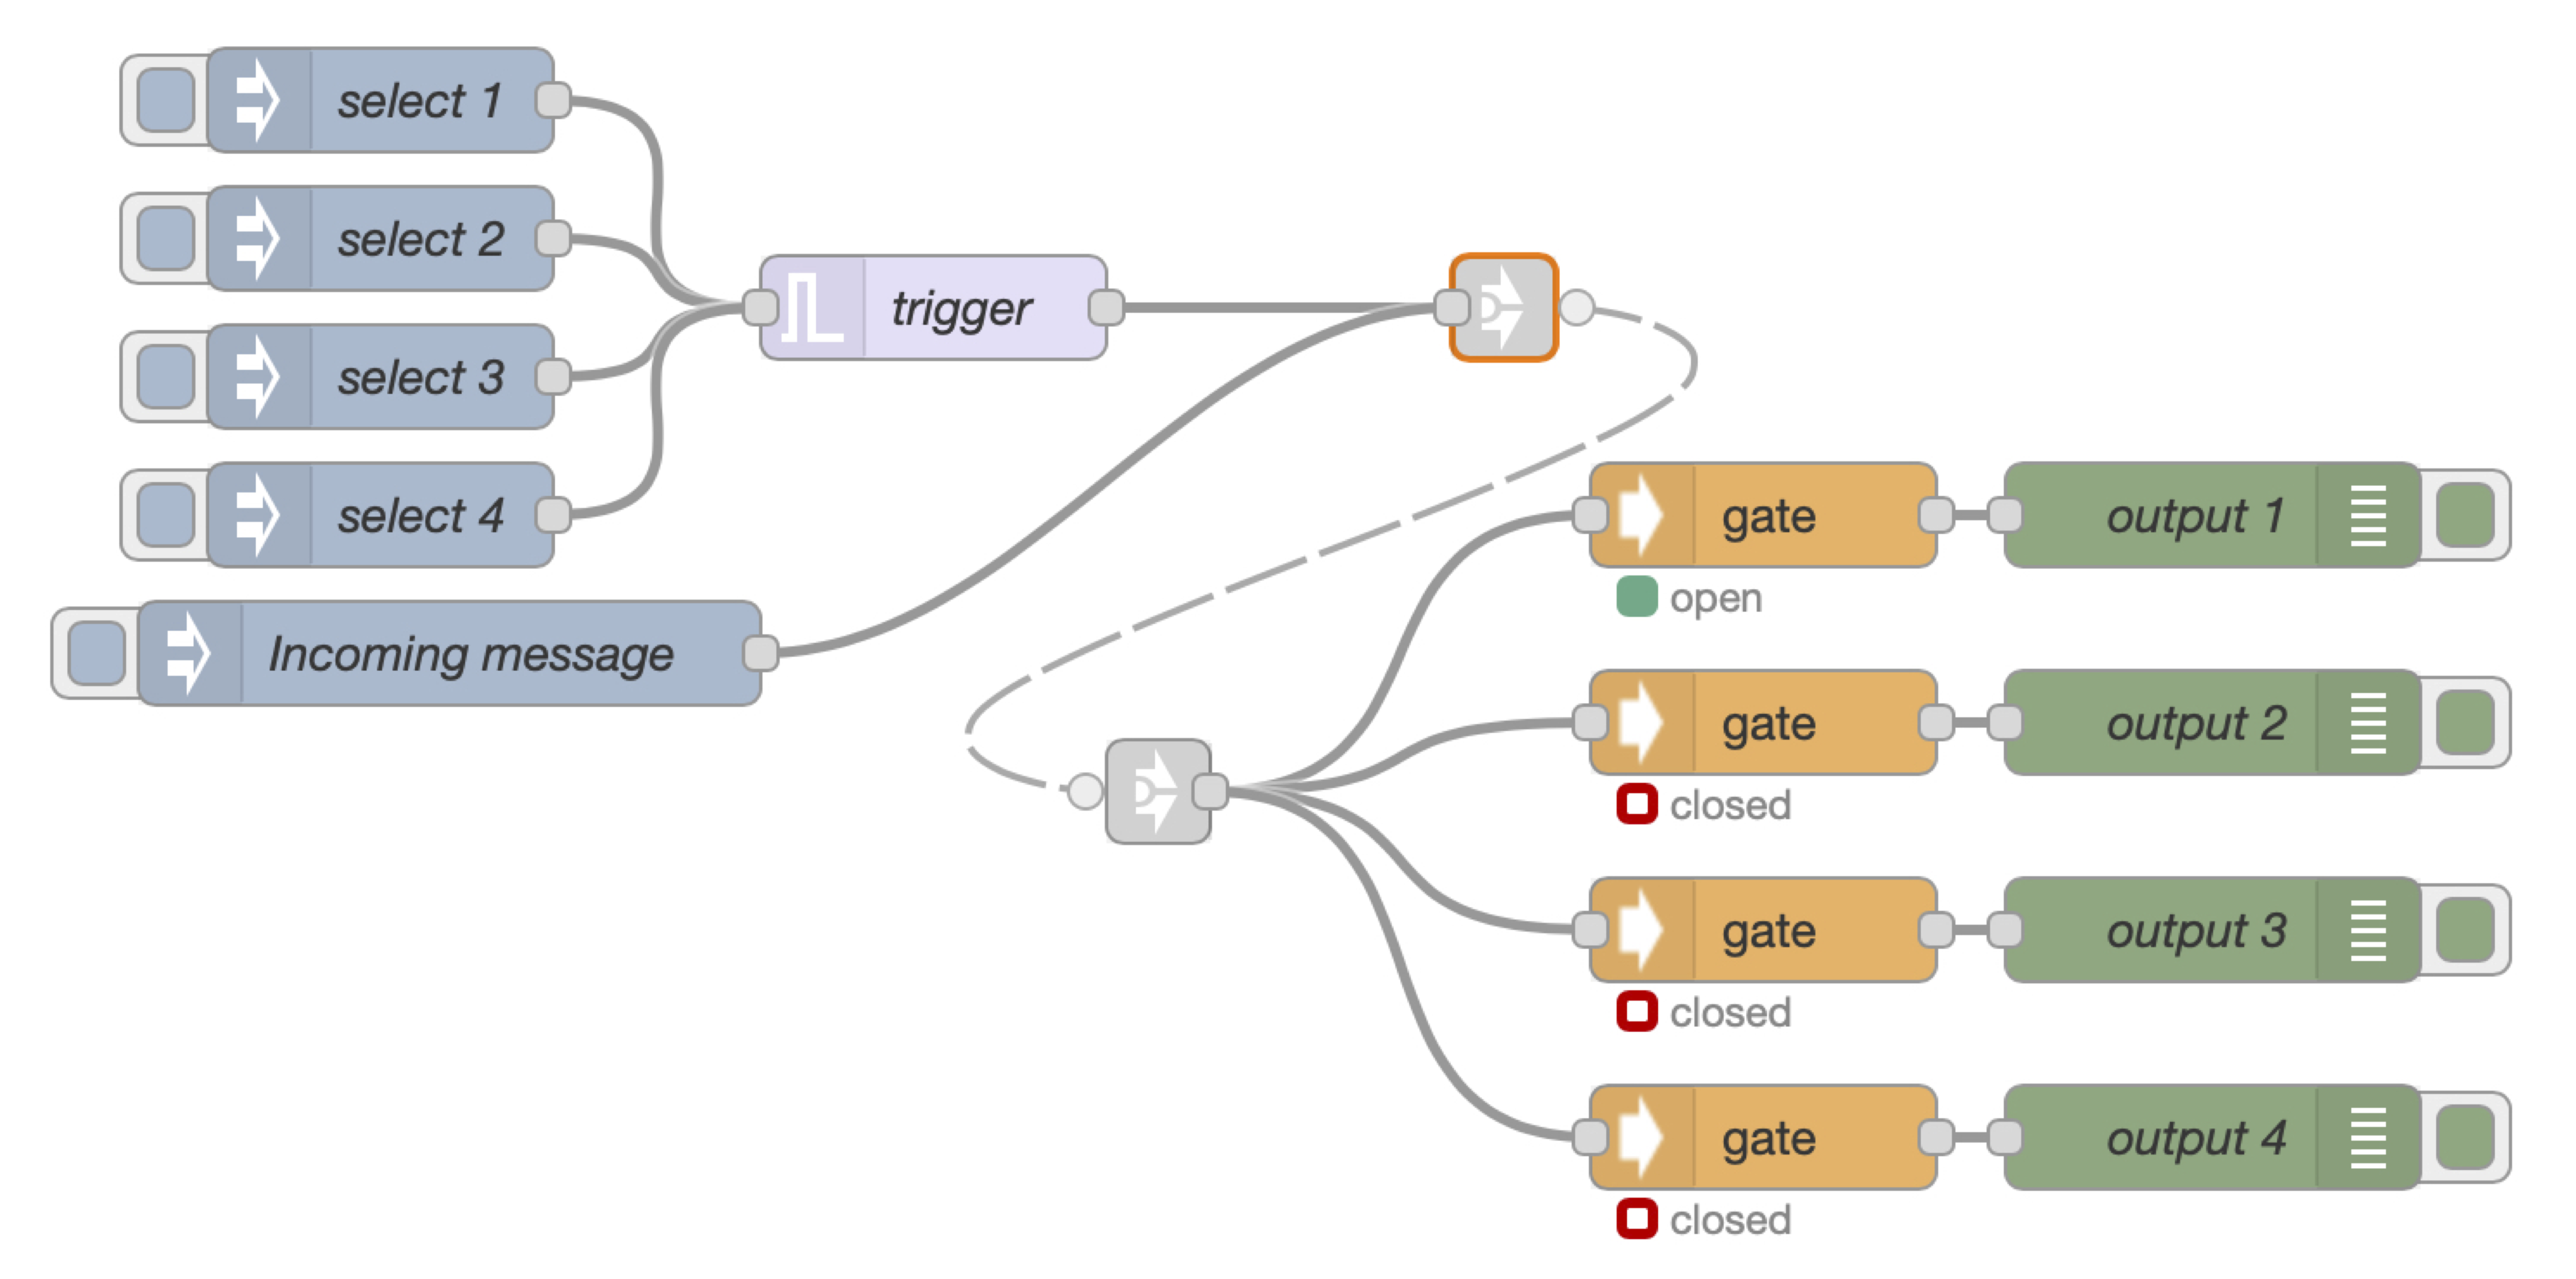 select 1
select 2
trigger
select 3
select 4
gate
output 1
open
Incoming message
gate
output 2
closed
gate
output 3
closed
gate
output 4
closed